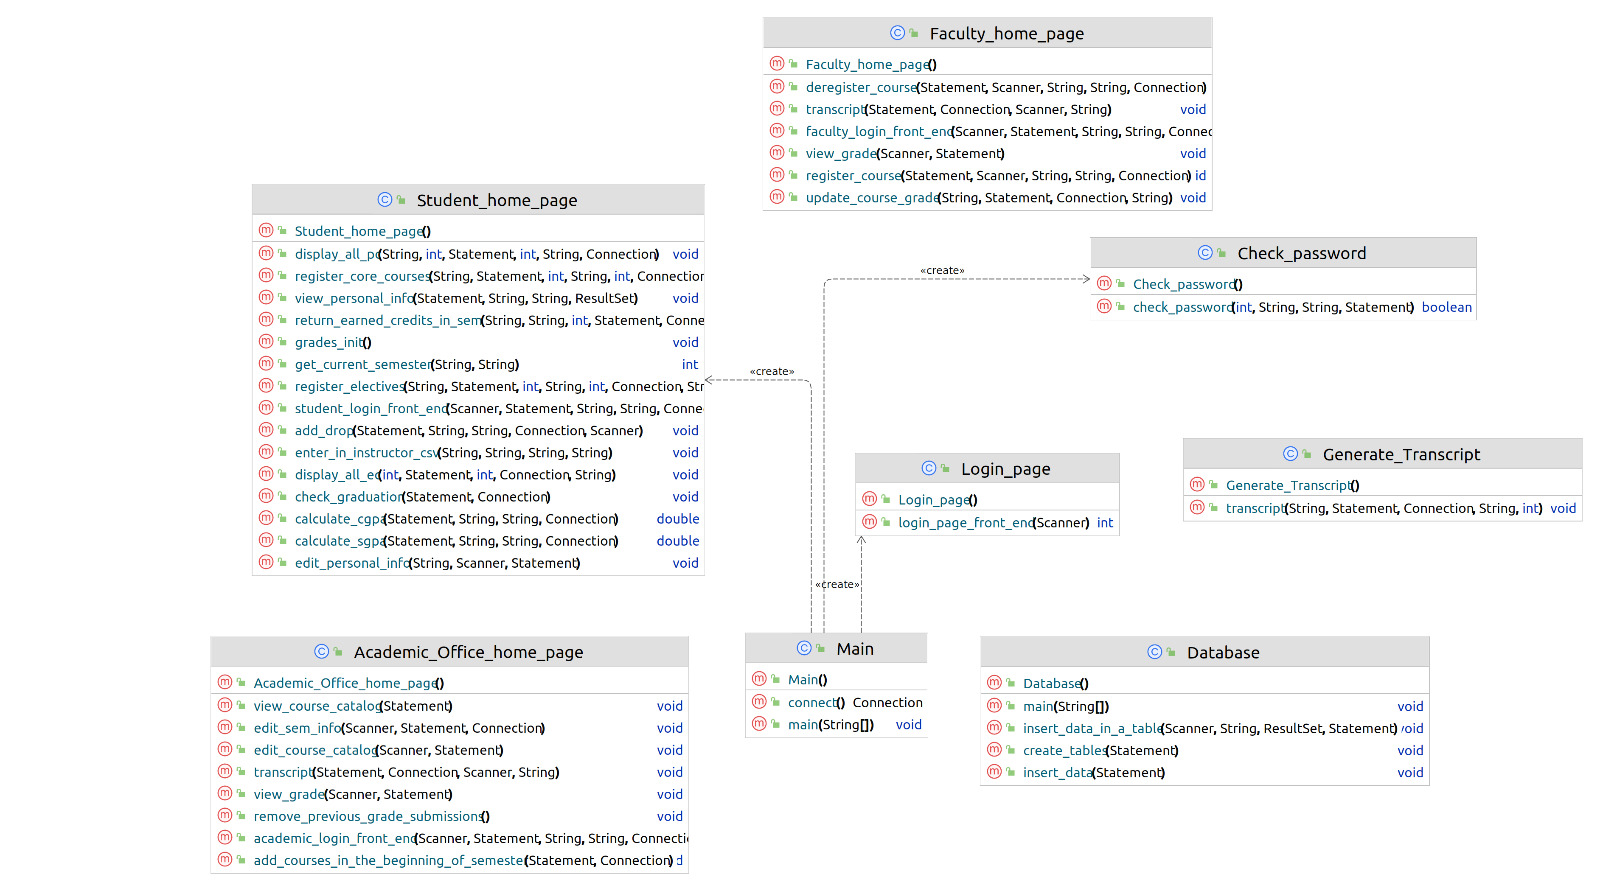 Faculty_home_page
Faculty_home_page()
deregister_course(Statement, Scanner, String, String, Connection)
transcript(Statement, Connection, Scanner, String) void
faculty_login_front_end(Scanner, Statement, String, String, Connec
view_grade(Scanner, Statement) void
register_course(Statement, Scanner, String, String, Connection) id
update_course_grade(String, Statement, Connection, String) void
Student_home_page
Student_home_page()
display_all_pc(String, int, Statement, int, String, Connection) void
register_core_courses(String, Statement, int, String, int, Connection
view_personal_info(Statement, String, String, ResultSet) void
return_earned_credits_in_sem(String, String, int, Statement, Conne
grades_init() void
get_current_semester(String, String) int
register_electives(String, Statement, int, String, int, Connection, Str
student_login_front_end(Scanner, Statement, String, String, Conne
add_drop(Statement, String, String, Connection, Scanner) void
enter_in_instructor_csv(String, String, String, String) void
display_all_ec(int, Statement, int, Connection, String) void
check_graduation(Statement, Connection) void
calculate_cgpa(Statement, String, String, Connection) double
calculate_sgpa(Statement, String, String, Connection) double
edit_personal_info(String, Scanner, Statement) void
Check_password
Check_password()
check_password(int, String, String, Statement) boolean
«create»
«create»
Login_page
Login_page()
login_page_front_end(Scanner) int
Generate_Transcript
Generate_Transcript()
transcript(String, Statement, Connection, String, int) void
«create»
Academic_Office_home_page
Academic_Office_home_page()
view_course_catalog(Statement) void
edit_sem_info(Scanner, Statement, Connection) void
edit_course_catalog(Scanner, Statement) void
transcript(Statement, Connection, Scanner, String) void
view_grade(Scanner, Statement) void
remove_previous_grade_submissions() void
academic_login_front_end(Scanner, Statement, String, String, Connecti
add_courses_in_the_beginning_of_semester(Statement, Connection) d
Main
Main()
connect() Connection
main(String[]) void
Database
Database()
main(String[]) void
insert_data_in_a_table(Scanner, String, ResultSet, Statement) void
create_tables(Statement) void
insert_data(Statement) void